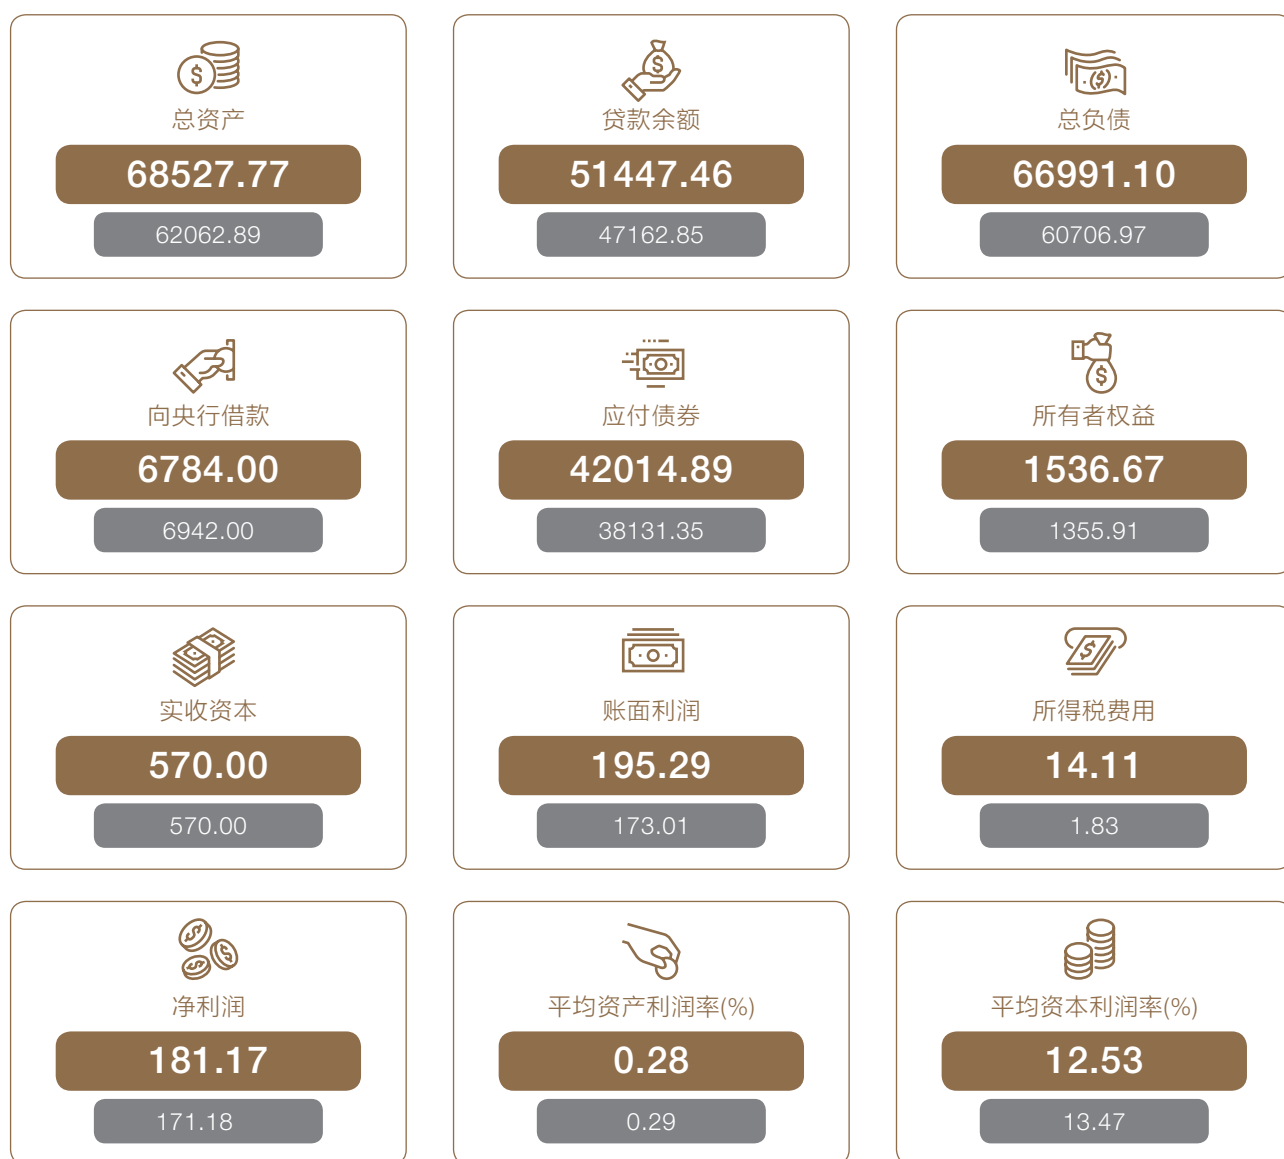 总资产
68527.77
62062.89
贷款余额
51447.46
47162.85
总负债
66991.10
60706.97
向央行借款
6784.00
6942.00
应付债券
42014.89
38131.35
所有者权益
1536.67
1355.91
实收资本
570.00
570.00
账面利润
195.29
173.01
所得税费用
14.11
1.83
净利润
181.17
171.18
平均资产利润率(%)
0.28
0.29
平均资本利润率(%)
12.53
13.47